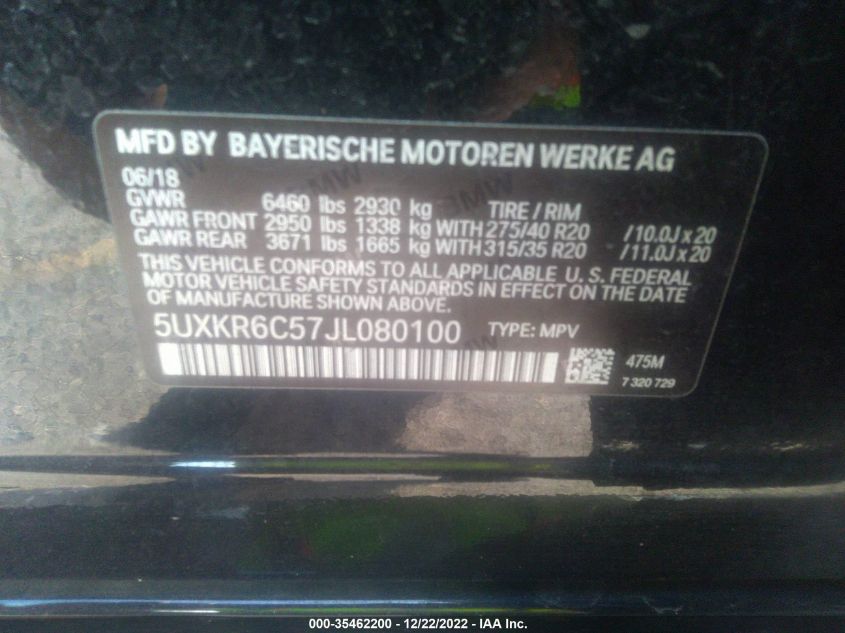 MFD BY BAYERISCHE MOTOREN WERKE AG
06/18
GVWR 6460 lbs 2930 kg TIRE / RIM
GAWR FRONT 2950 lbs 1338 kg WITH 275/40 R20 / 10.0J x 20
GAWR REAR 3671 lbs 1665 kg WITH 315/35 R20 / 11.0J x 20
THIS VEHICLE CONFORMS TO ALL APPLICABLE U. S. FEDERAL
MOTOR VEHICLE SAFETY STANDARDS IN EFFECT ON THE DATE
OF MANUFACTURE SHOWN ABOVE.
5UXKR6C57JL080100 TYPE: MPV
475M
7 320 729
000-35462200 - 12/22/2022 - IAA Inc.